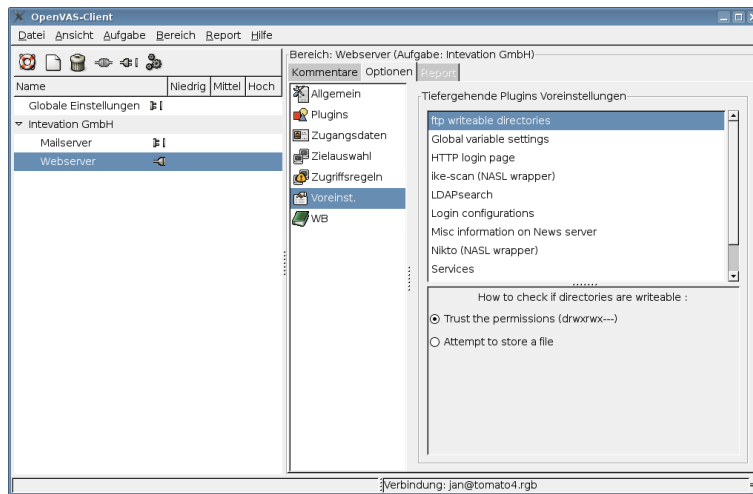 OpenVAS-Client
Datei Ansicht Aufgabe Bereich Report Hilfe
Name Niedrig Mittel Hoch
Globale Einstellungen
Intevation GmbH
Mailserver
Webserver
Bereich: Webserver (Aufgabe: Intevation GmbH)
Kommentare Optionen Report
Allgemein
Plugins
Zugangsdaten
Zielauswahl
Zugriffsregeln
Voreinst.
WB
Tiefergehende Plugins Voreinstellungen
ftp writeable directories
Global variable settings
HTTP login page
ike-scan (NASL wrapper)
LDAPsearch
Login configurations
Misc information on News server
Nikto (NASL wrapper)
Services
How to check if directories are writeable :
Trust the permissions (drwxrwx---)
Attempt to store a file
Verbindung: jan@tomato4.rgb